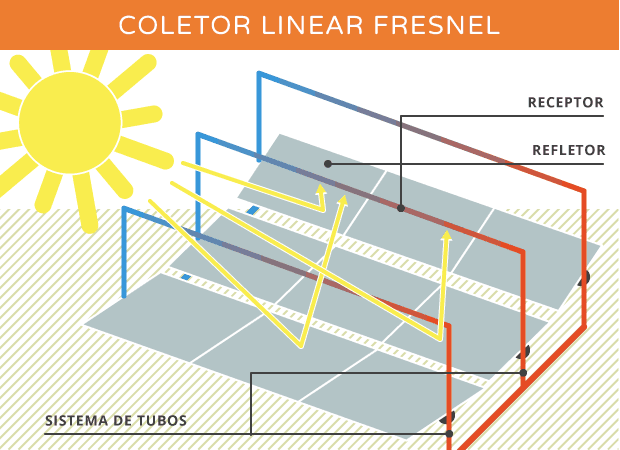 COLETOR LINEAR FRESNEL
RECEPTOR
REFLETOR
SISTEMA DE TUBOS